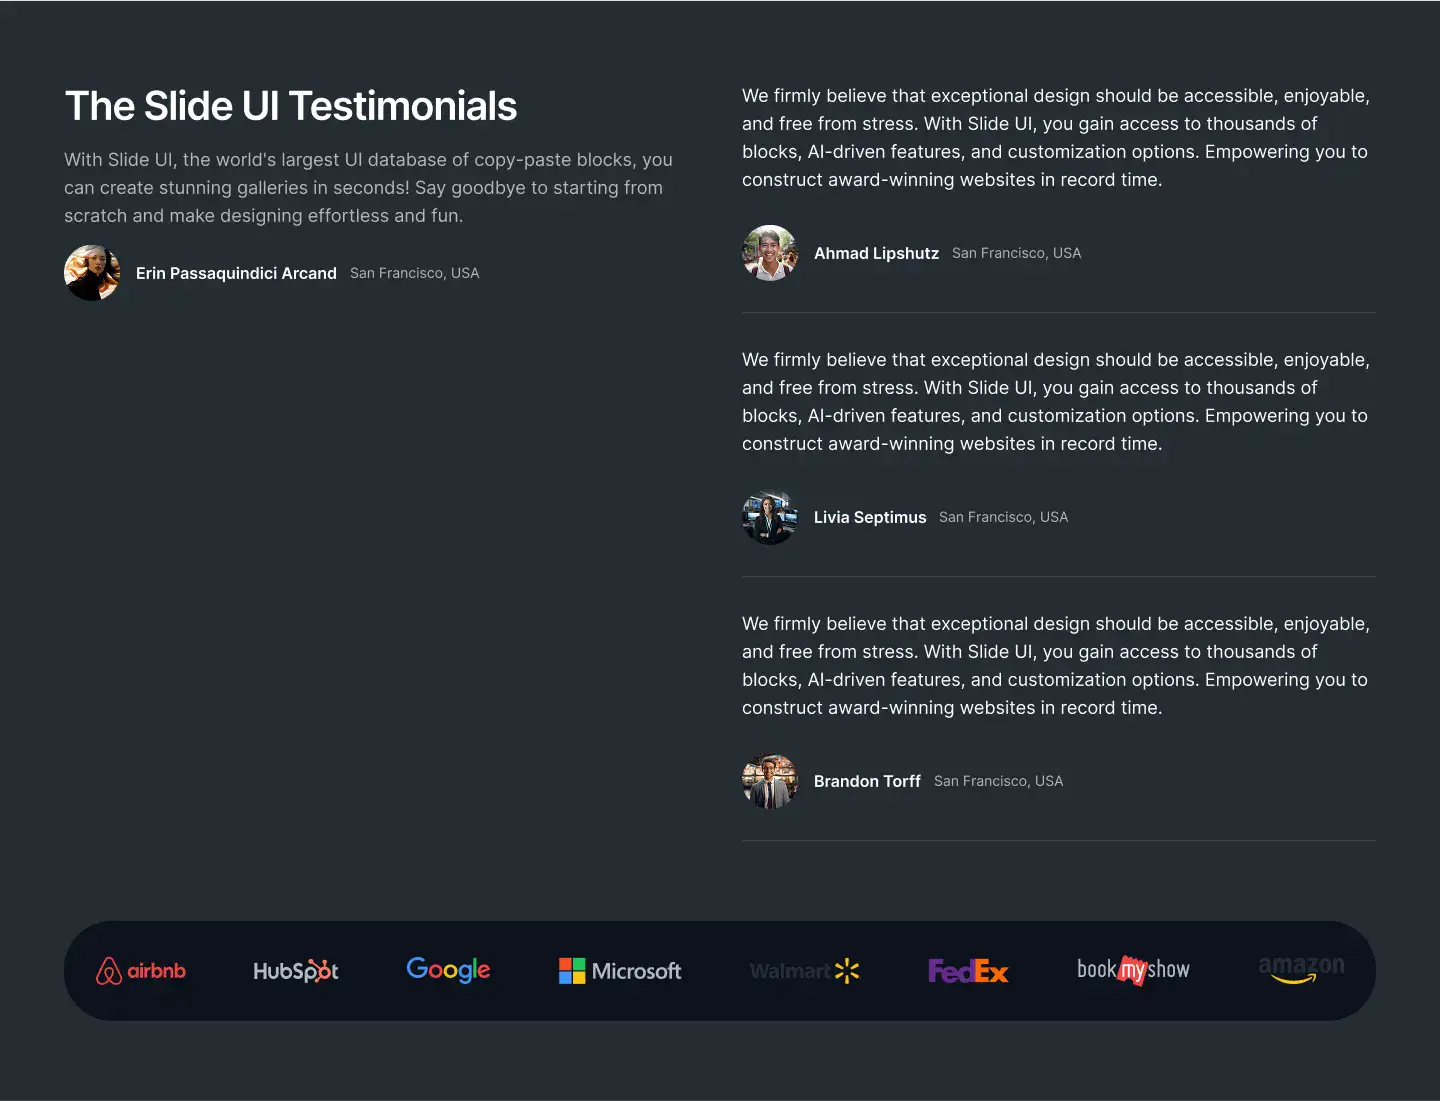 The Slide UI Testimonials
With Slide UI, the world's largest UI database of copy-paste blocks, you
can create stunning galleries in seconds! Say goodbye to starting from
scratch and make designing effortless and fun.
Erin Passaquindici Arcand San Francisco, USA
We firmly believe that exceptional design should be accessible, enjoyable,
and free from stress. With Slide UI, you gain access to thousands of
blocks, AI-driven features, and customization options. Empowering you to
construct award-winning websites in record time.
Ahmad Lipshutz San Francisco, USA
We firmly believe that exceptional design should be accessible, enjoyable,
and free from stress. With Slide UI, you gain access to thousands of
blocks, AI-driven features, and customization options. Empowering you to
construct award-winning websites in record time.
Livia Septimus San Francisco, USA
We firmly believe that exceptional design should be accessible, enjoyable,
and free from stress. With Slide UI, you gain access to thousands of
blocks, AI-driven features, and customization options. Empowering you to
construct award-winning websites in record time.
Brandon Torff San Francisco, USA
airbnb HubSpot Google Microsoft Walmart FedEx bookmyshow amazon